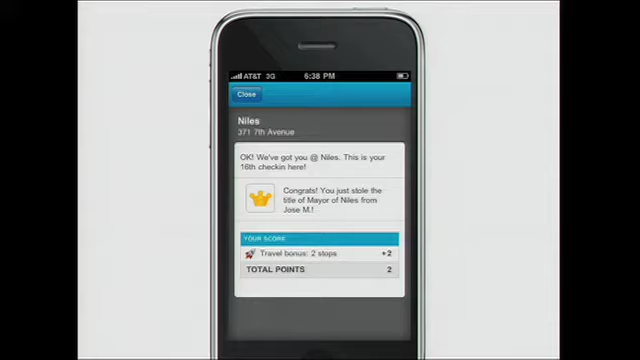 AT&T 3G 6:38 PM
Close
Niles
371 7th Avenue
OK! We've got you @ Niles. This is your
16th checkin here!
Congrats! You just stole the
title of Mayor of Niles from
Jose M.!
YOUR SCORE
Travel bonus: 2 stops +2
TOTAL POINTS 2